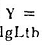 Y =
lgLtb